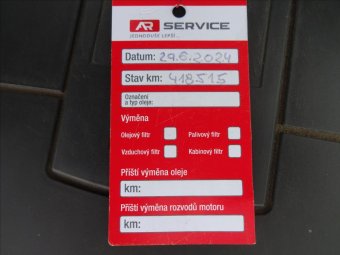 AR SERVICE
JEDNODUŠE LEPŠÍ...
Datum: 29.6.2024
Stav km: 418515
Označení
a typ oleje:
Výměna
Olejový filtr Palivový filtr
Vzduchový filtr Kabinový filtr
Příští výměna oleje
km:
Příští výměna rozvodů motoru
km: